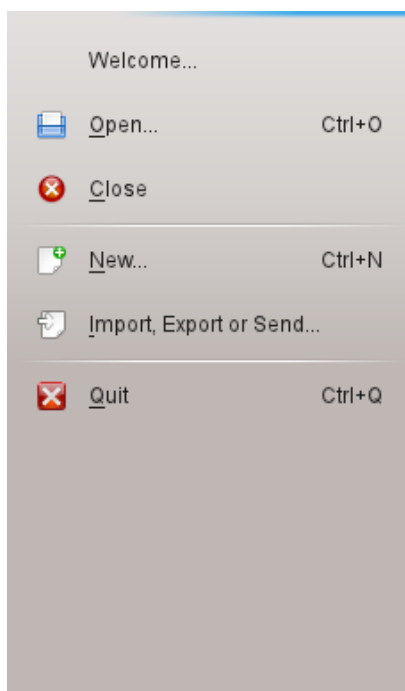 Welcome...
Open... Ctrl+O
Close
New... Ctrl+N
Import, Export or Send...
Quit Ctrl+Q